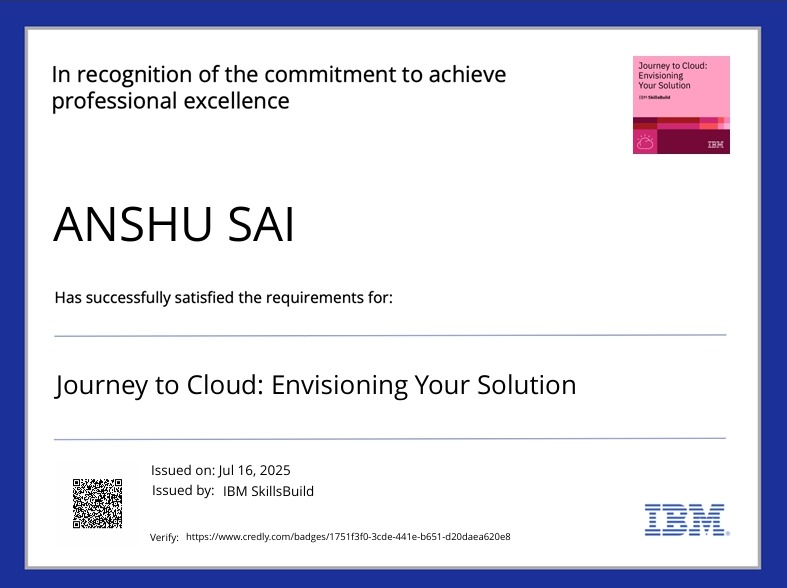 In recognition of the commitment to achieve
professional excellence
Journey to Cloud:
Envisioning
Your Solution
IBM SkillsBuild
IBM
ANSHU SAI
Has successfully satisfied the requirements for:
Journey to Cloud: Envisioning Your Solution
Issued on: Jul 16, 2025
Issued by: IBM SkillsBuild
Verify: https://www.credly.com/badges/1751f3f0-3cde-441e-b651-d20daea620e8
IBM®